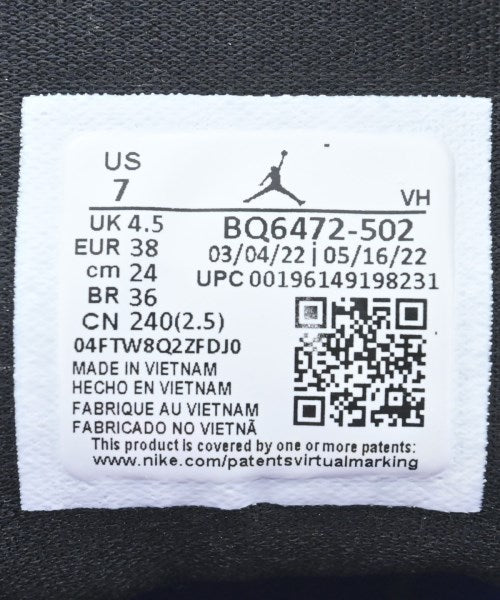 US
7
VH
UK 4.5
EUR 38
cm 24
BR 36
CN 240(2.5)
BQ6472-502
03/04/22 | 05/16/22
UPC 00196149198231
04FTW8Q2ZFDJ0
MADE IN VIETNAM
HECHO EN VIETNAM
FABRIQUE AU VIETNAM
FABRICADO NO VIETNÃ
This product is covered by one or more patents:
www.nike.com/patentsvirtualmarking